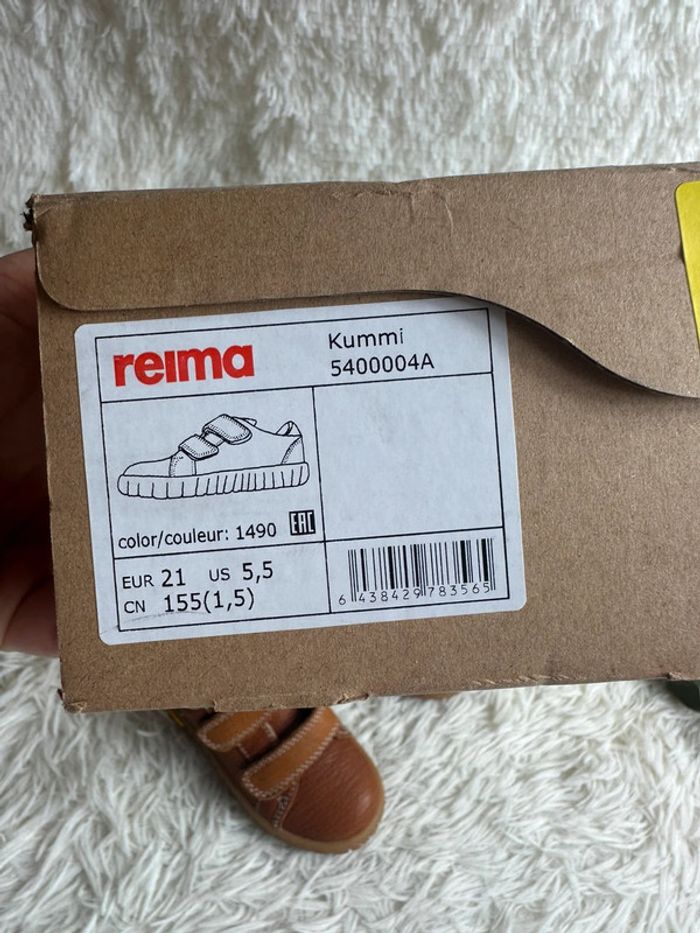 reima
Kummi
5400004A
color/couleur: 1490 EAC
EUR 21 US 5,5
CN 155(1,5)
6 438429 783565